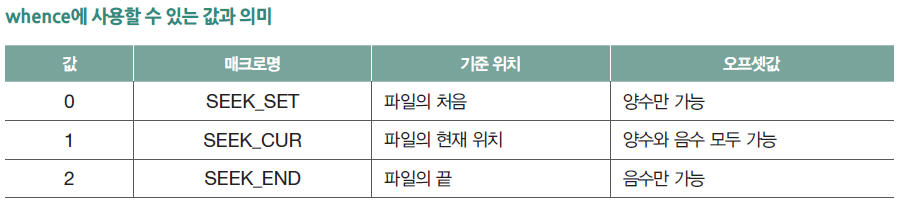 whence에 사용할 수 있는 값과 의미
값 매크로명 기준 위치 오프셋값
0 SEEK_SET 파일의 처음 양수만 가능
1 SEEK_CUR 파일의 현재 위치 양수와 음수 모두 가능
2 SEEK_END 파일의 끝 음수만 가능